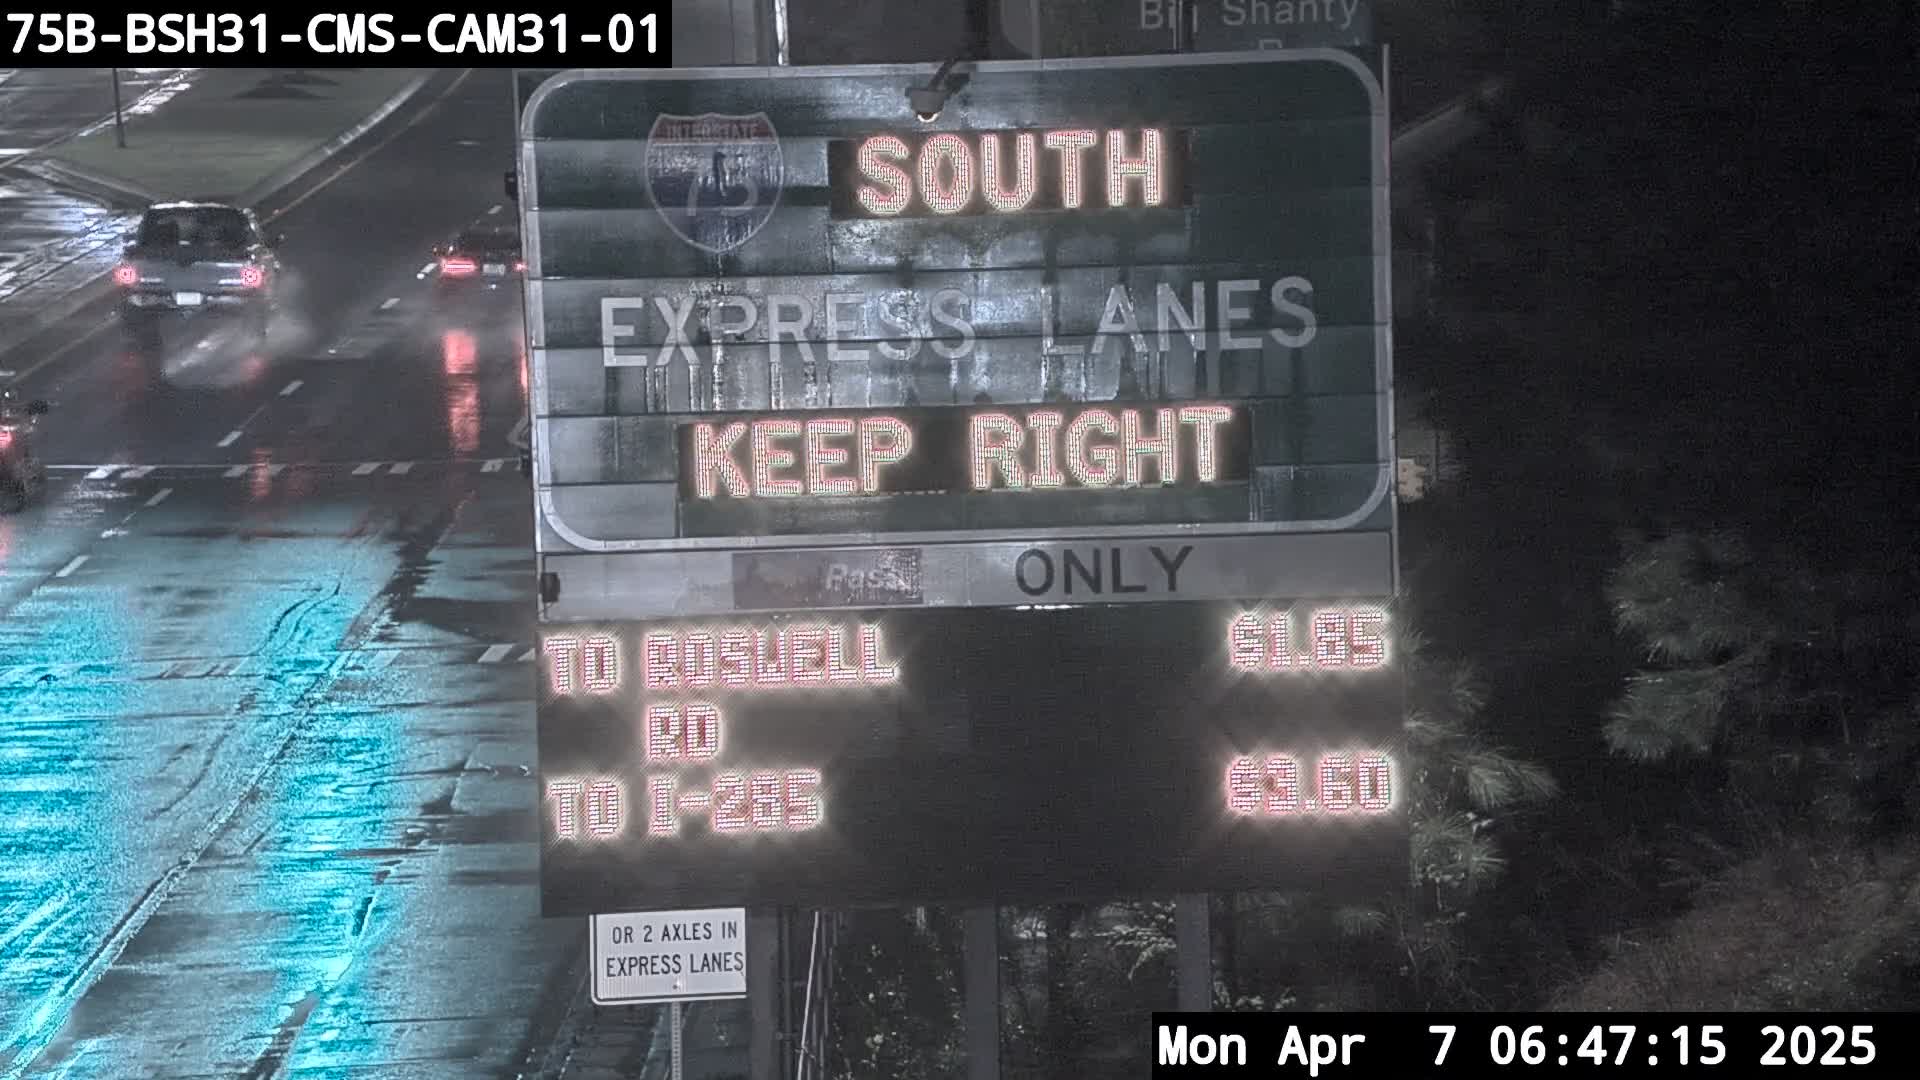 75B-BSH31-CMS-CAM31-01
Shanty
INTERSTATE
75
SOUTH
EXPRESS LANES
KEEP RIGHT
Pass ONLY
TO ROSWELL $1.85
RD
TO I-285 $3.60
OR 2 AXLES IN
EXPRESS LANES
Mon Apr 7 06:47:15 2025